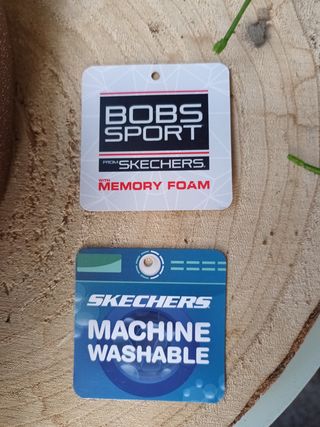 BOBS
SPORT
FROM SKECHERS.
WITH
MEMORY FOAM
SKECHERS
MACHINE
WASHABLE